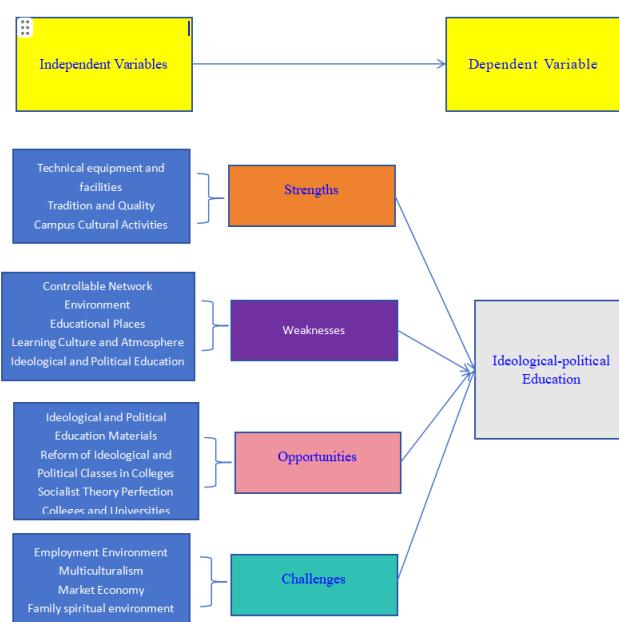 Independent Variables
Dependent Variable
Technical equipment and
facilities
Tradition and Quality
Campus Cultural Activities
Strengths
Controllable Network
Environment
Educational Places
Learning Culture and Atmosphere
Ideological and Political Education
Weaknesses
Ideological-political
Education
Ideological and Political
Education Materials
Reform of Ideological and
Political Classes in Colleges
Socialist Theory Perfection
Colleges and Universities
Opportunities
Employment Environment
Multiculturalism
Market Economy
Family spiritual environment
Challenges